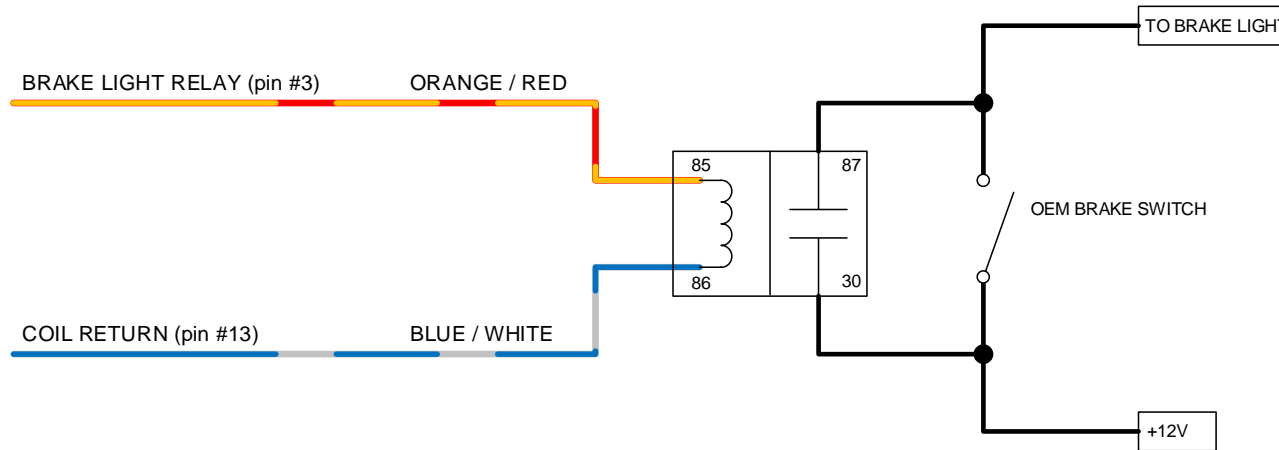 TO BRAKE LIGHT
BRAKE LIGHT RELAY (pin #3)
ORANGE / RED
85
87
OEM BRAKE SWITCH
86
30
COIL RETURN (pin #13)
BLUE / WHITE
+12V